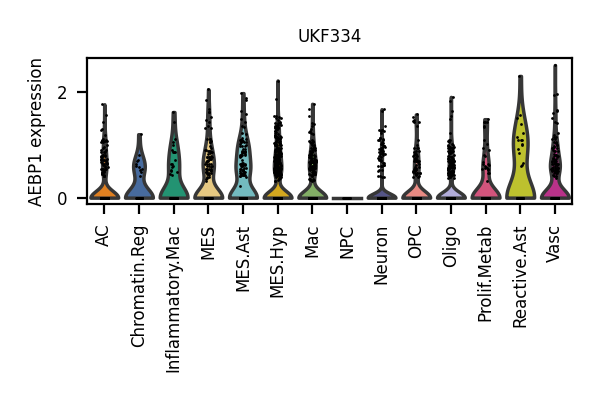 UKF334
AEBP1 expression
2
0
AC
Chromatin.Reg
Inflammatory.Mac
MES
MES.Ast
MES.Hyp
Mac
NPC
Neuron
OPC
Oligo
Prolif.Metab
Reactive.Ast
Vasc